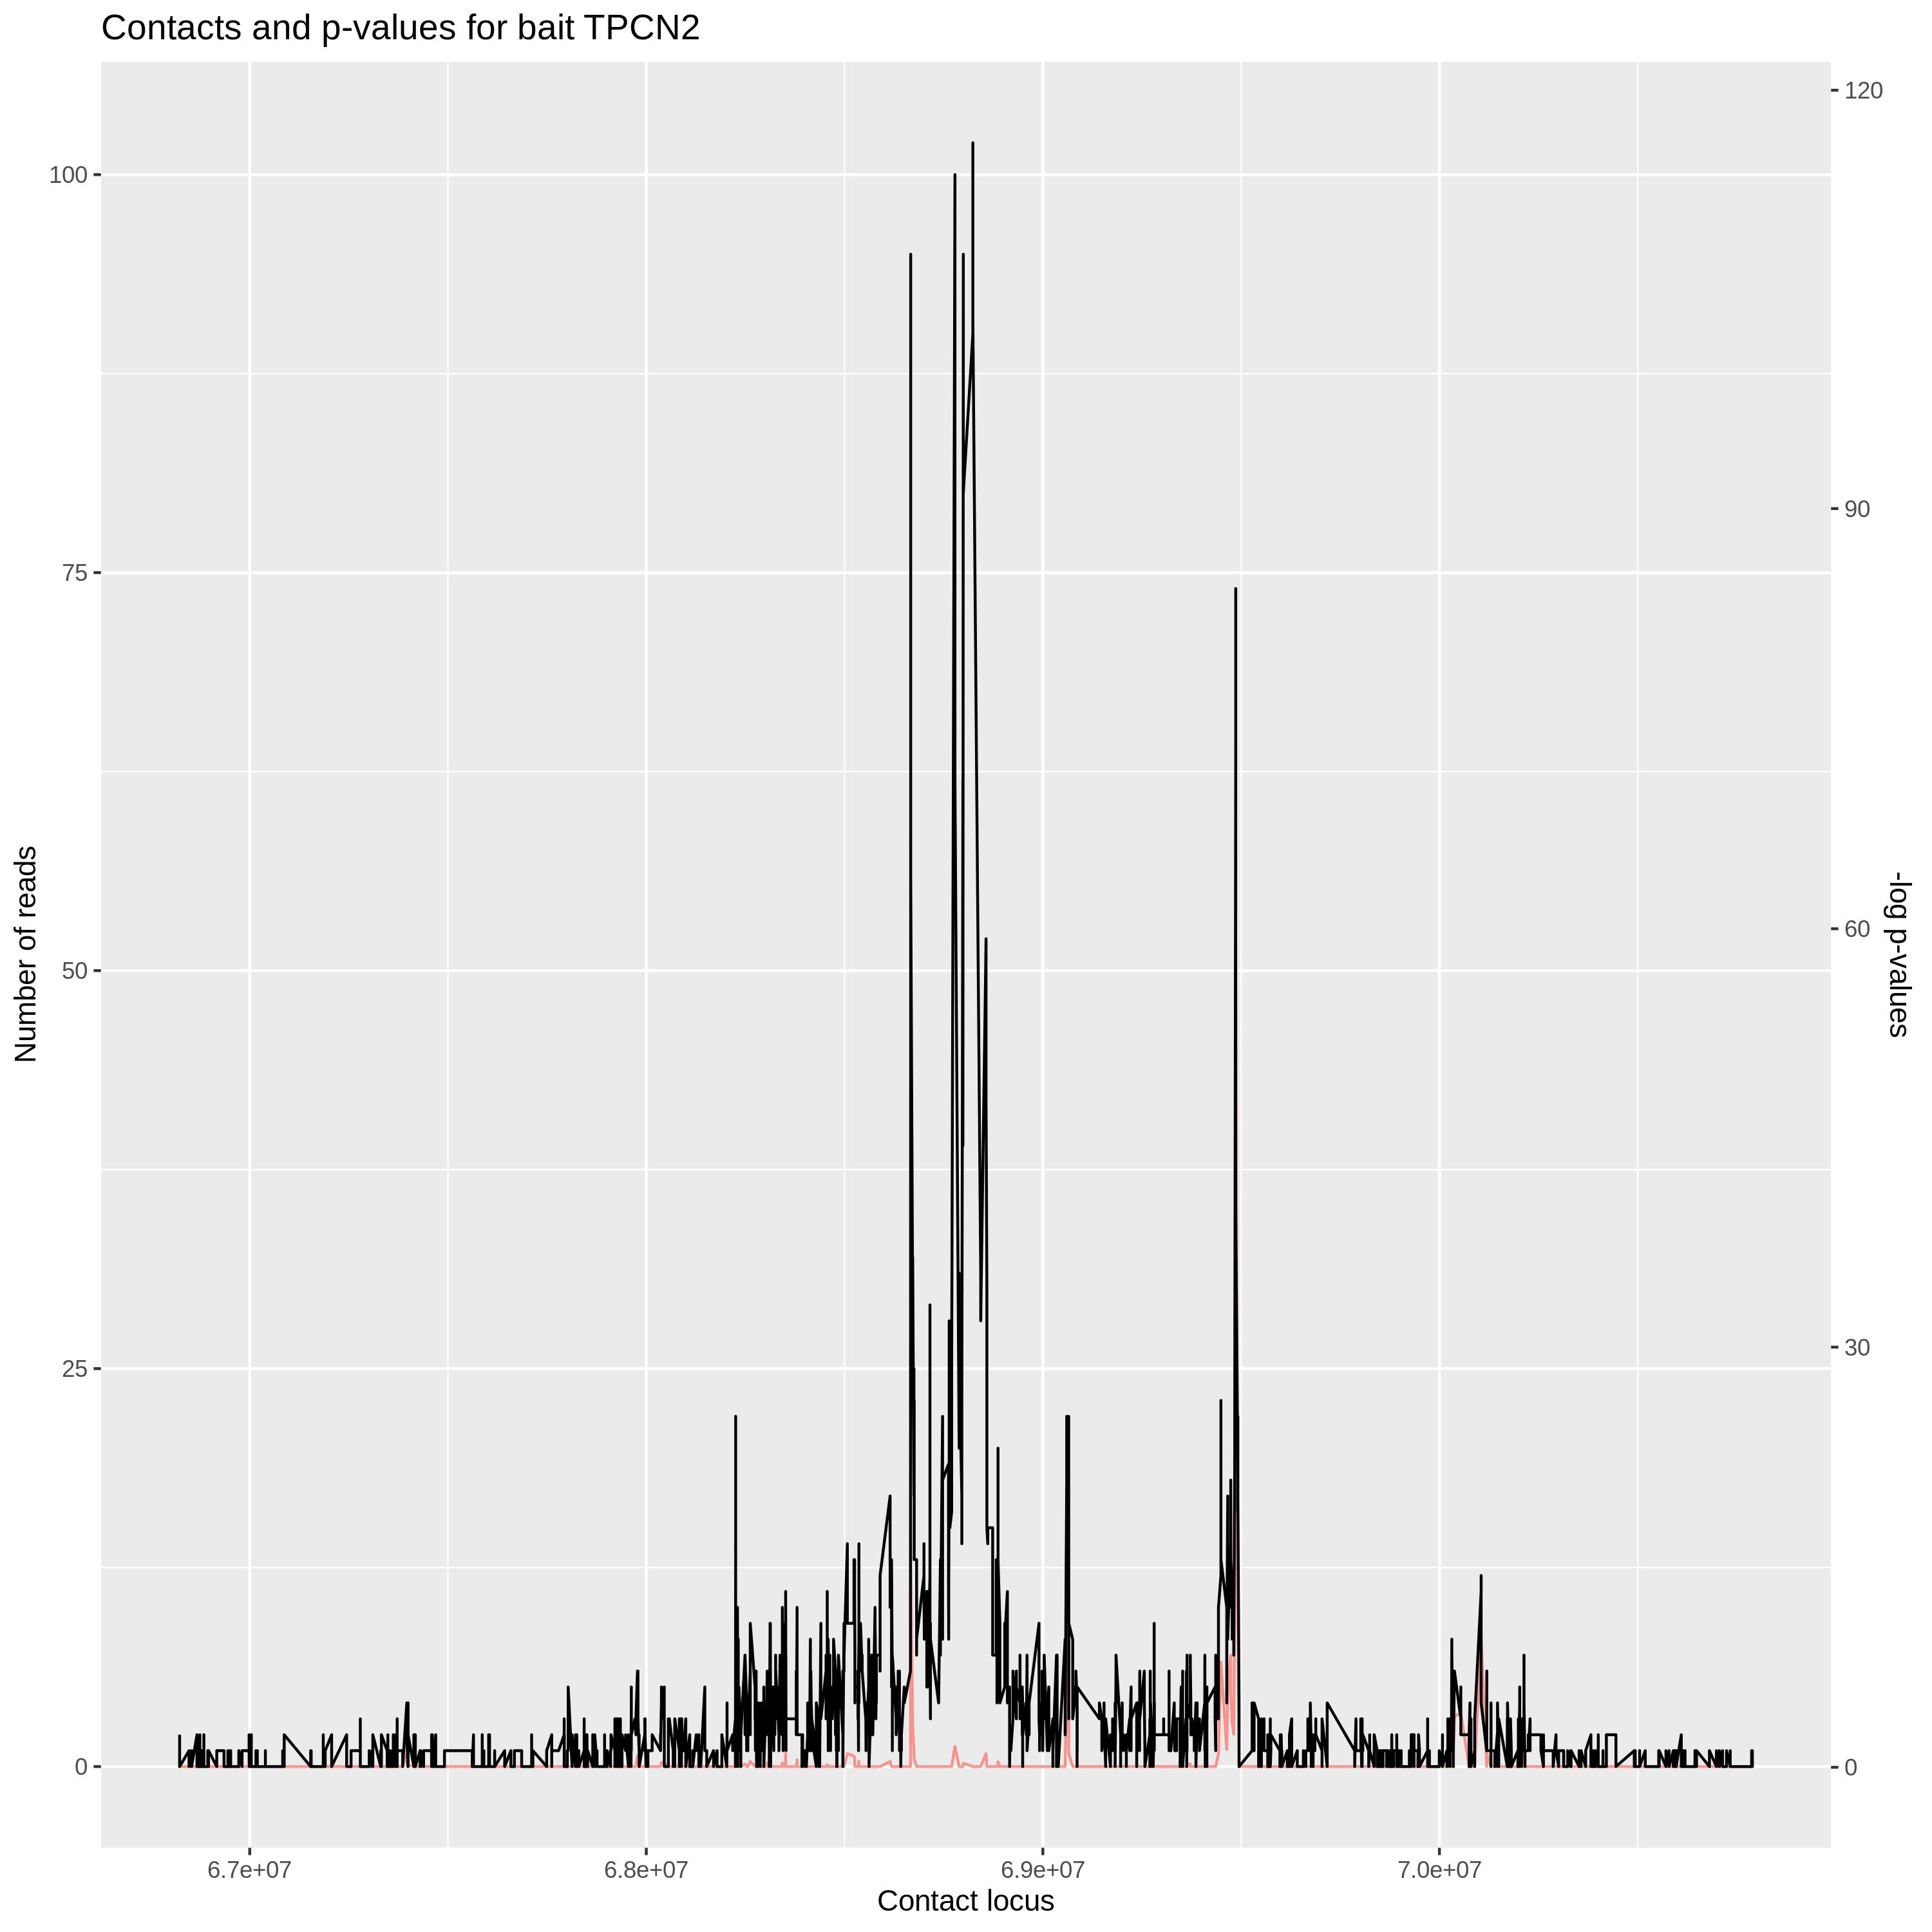 Contacts and p-values for bait TPCN2
120
100
90
75
60
50
30
25
0
0
Number of reads
-log p-values
6.7e+07
6.8e+07
6.9e+07
7.0e+07
Contact locus